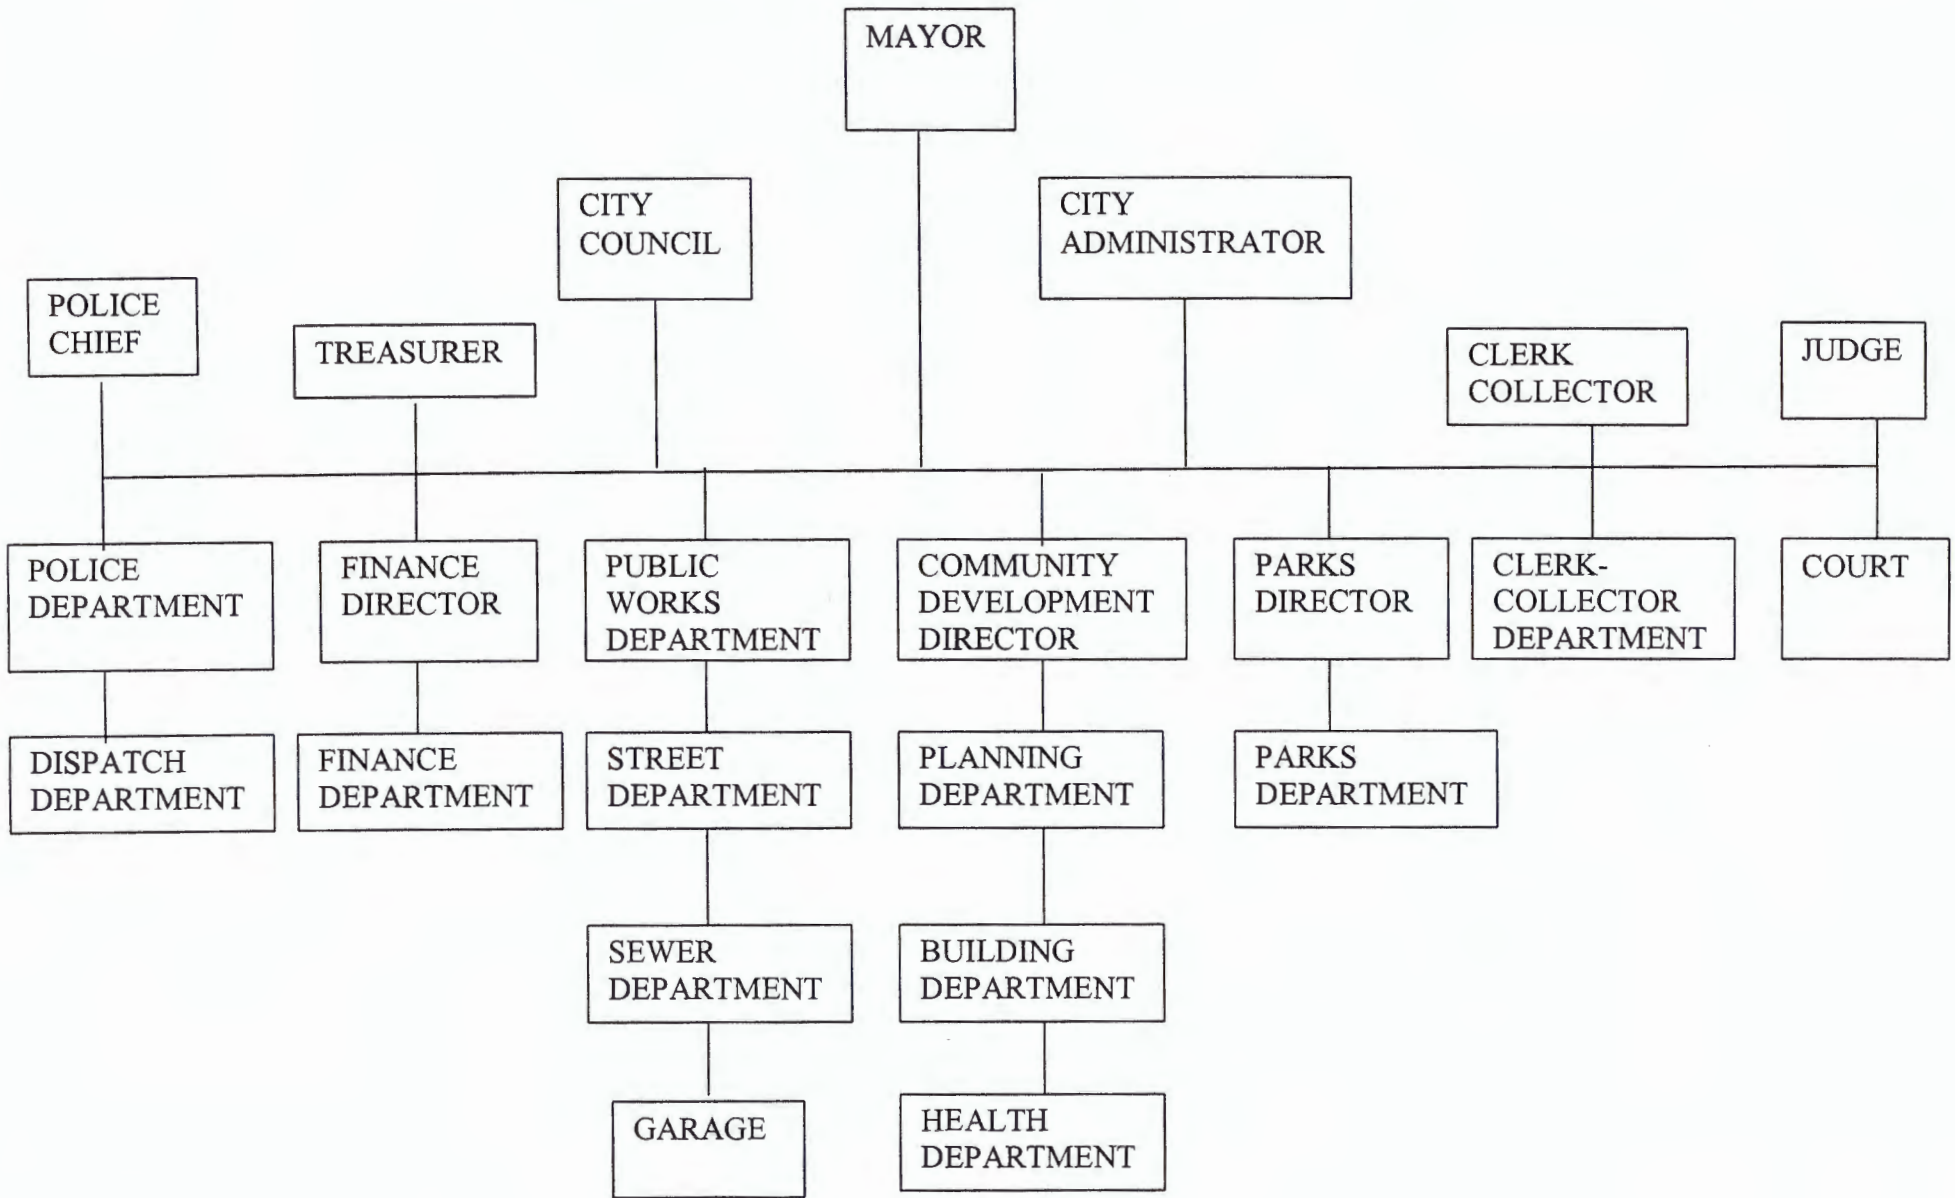 MAYOR
CITY
COUNCIL
CITY
ADMINISTRATOR
POLICE
CHIEF
TREASURER
CLERK
COLLECTOR
JUDGE
POLICE
DEPARTMENT
FINANCE
DIRECTOR
PUBLIC
WORKS
DEPARTMENT
COMMUNITY
DEVELOPMENT
DIRECTOR
PARKS
DIRECTOR
CLERK-
COLLECTOR
DEPARTMENT
COURT
DISPATCH
DEPARTMENT
FINANCE
DEPARTMENT
STREET
DEPARTMENT
PLANNING
DEPARTMENT
PARKS
DEPARTMENT
SEWER
DEPARTMENT
BUILDING
DEPARTMENT
GARAGE
HEALTH
DEPARTMENT